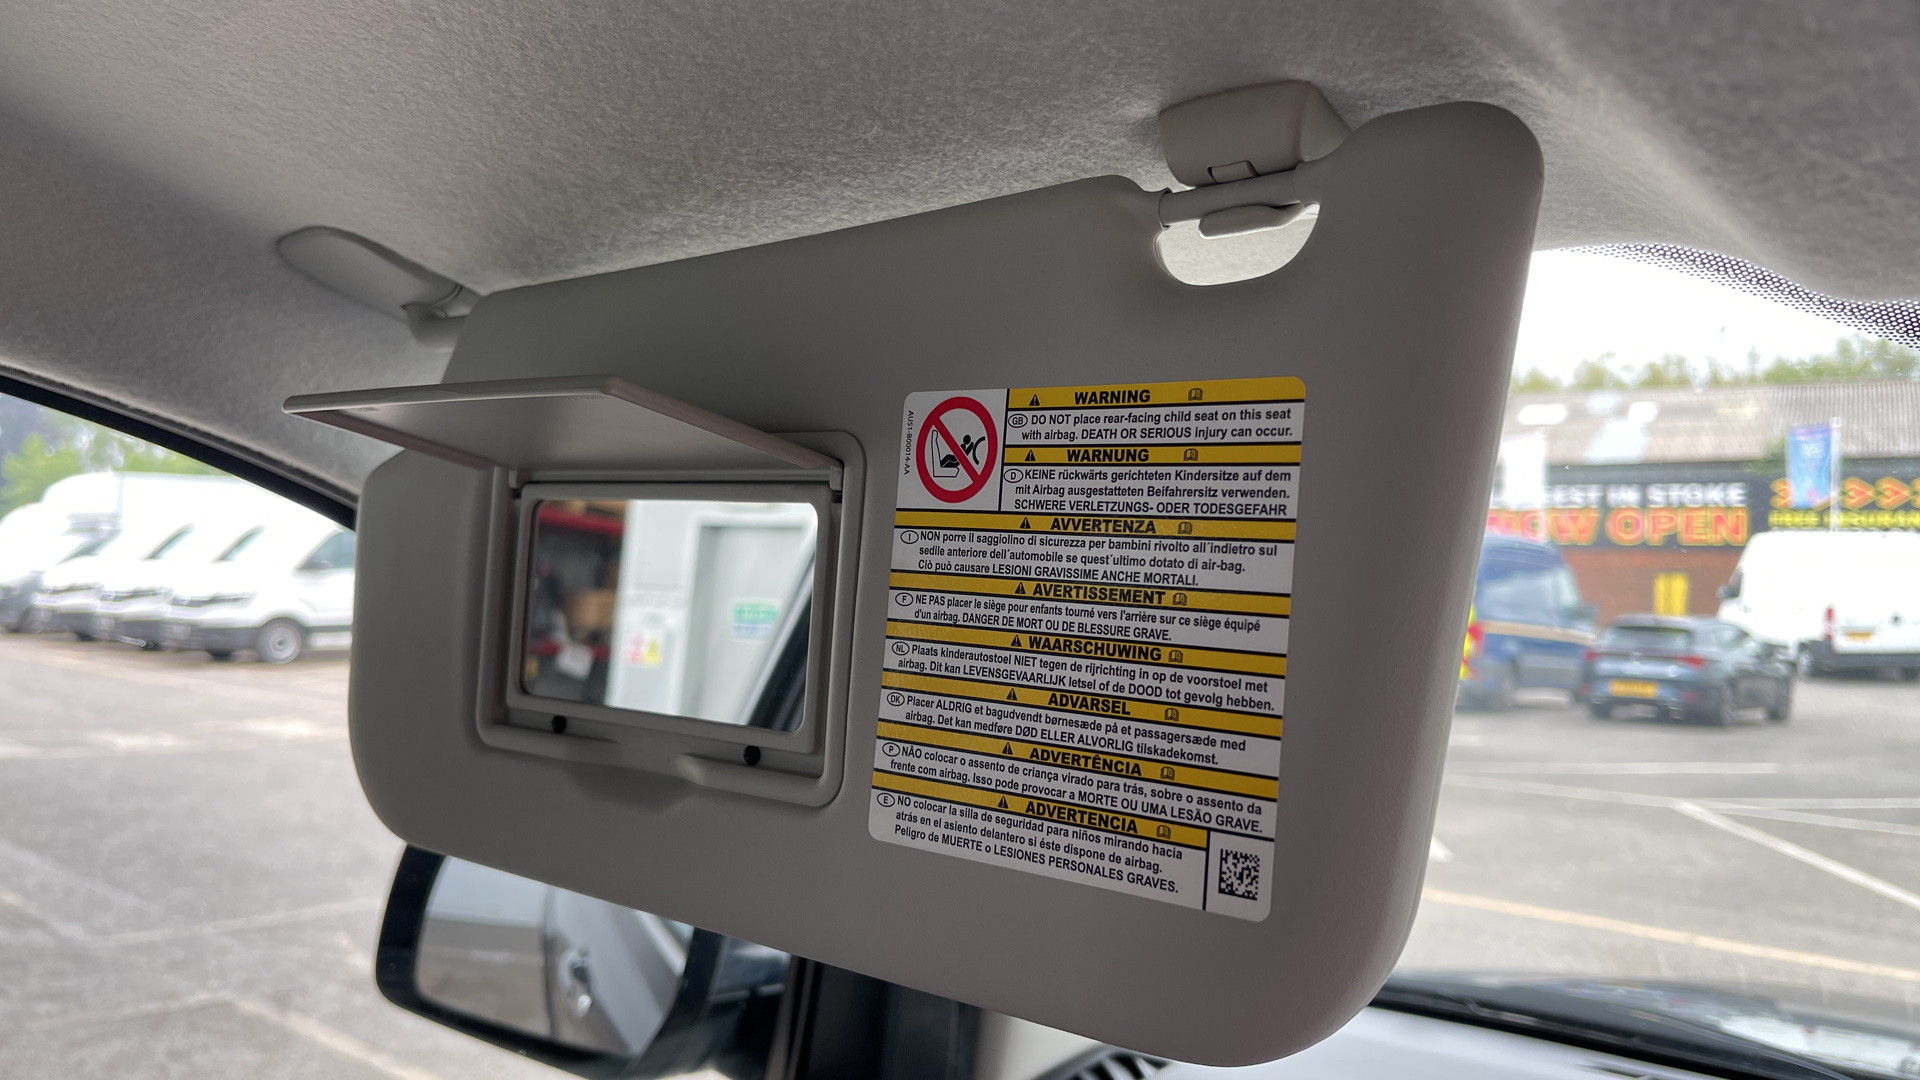 AU51-800014-AA
WARNING
GB DO NOT place rear-facing child seat on this seat
with airbag. DEATH OR SERIOUS injury can occur.
WARNUNG
D KEINE rückwärts gerichteten Kindersitze auf dem
mit Airbag ausgestatteten Beifahrersitz verwenden.
SCHWERE VERLETZUNGS- ODER TODESGEFAHR
AVVERTENZA
I NON porre il saggiolino di sicurezza per bambini rivolto all´indietro sul
sedile anteriore dell´automobile se quest´ultimo dotato di air-bag.
Ciò può causare LESIONI GRAVISSIME ANCHE MORTALI.
AVERTISSEMENT
F NE PAS placer le siège pour enfants tourné vers l'arrière sur ce siège équipé
d'un airbag. DANGER DE MORT OU DE BLESSURE GRAVE.
WAARSCHUWING
NL Plaats kinderautostoel NIET tegen de rijrichting in op de voorstoel met
airbag. Dit kan LEVENSGEVAARLIJK letsel of de DOOD tot gevolg hebben.
ADVARSEL
DK Placer ALDRIG et bagudvendt børnesæde på et passagersæde med
airbag. Det kan medføre DØD ELLER ALVORLIG tilskadekomst.
ADVERTÊNCIA
P NÃO colocar o assento de criança virado para trás, sobre o assento da
frente com airbag. Isso pode provocar a MORTE OU UMA LESÃO GRAVE.
ADVERTENCIA
E NO colocar la silla de seguridad para niños mirando hacia
atrás en el asiento delantero si éste dispone de airbag.
Peligro de MUERTE o LESIONES PERSONALES GRAVES.
IN STOKE
NOW OPEN
FREE